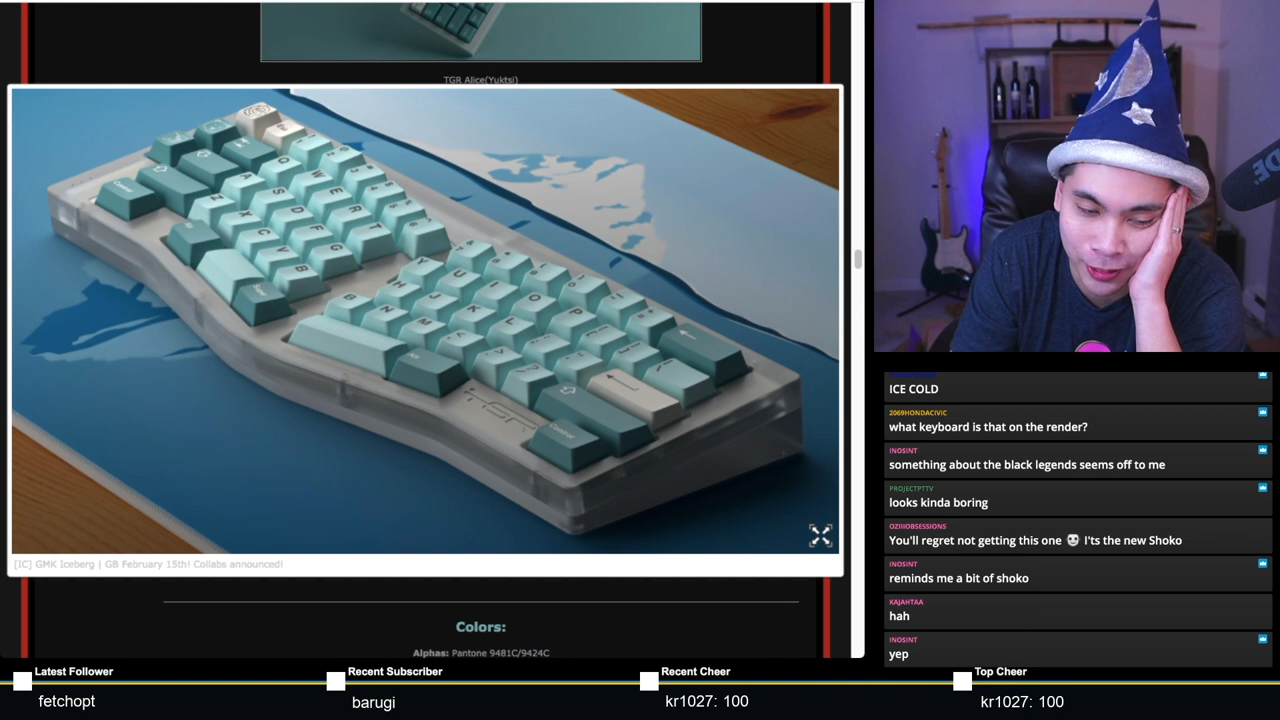 TGR Alice(Yuktsi)
[IC] GMK Iceberg | GB February 15th! Collabs announced!
Colors:
Alphas: Pantone 9481C/9424C
ICE COLD
2069HONDACIVIC
what keyboard is that on the render?
INOSINT
something about the black legends seems off to me
PROJECTPTTV
looks kinda boring
OZIIIOBSESSIONS
You'll regret not getting this one 💀 I'ts the new Shoko
INOSINT
reminds me a bit of shoko
KAJAHTAA
hah
INOSINT
yep
Latest Follower
fetchopt
Recent Subscriber
barugi
Recent Cheer
kr1027: 100
Top Cheer
kr1027: 100